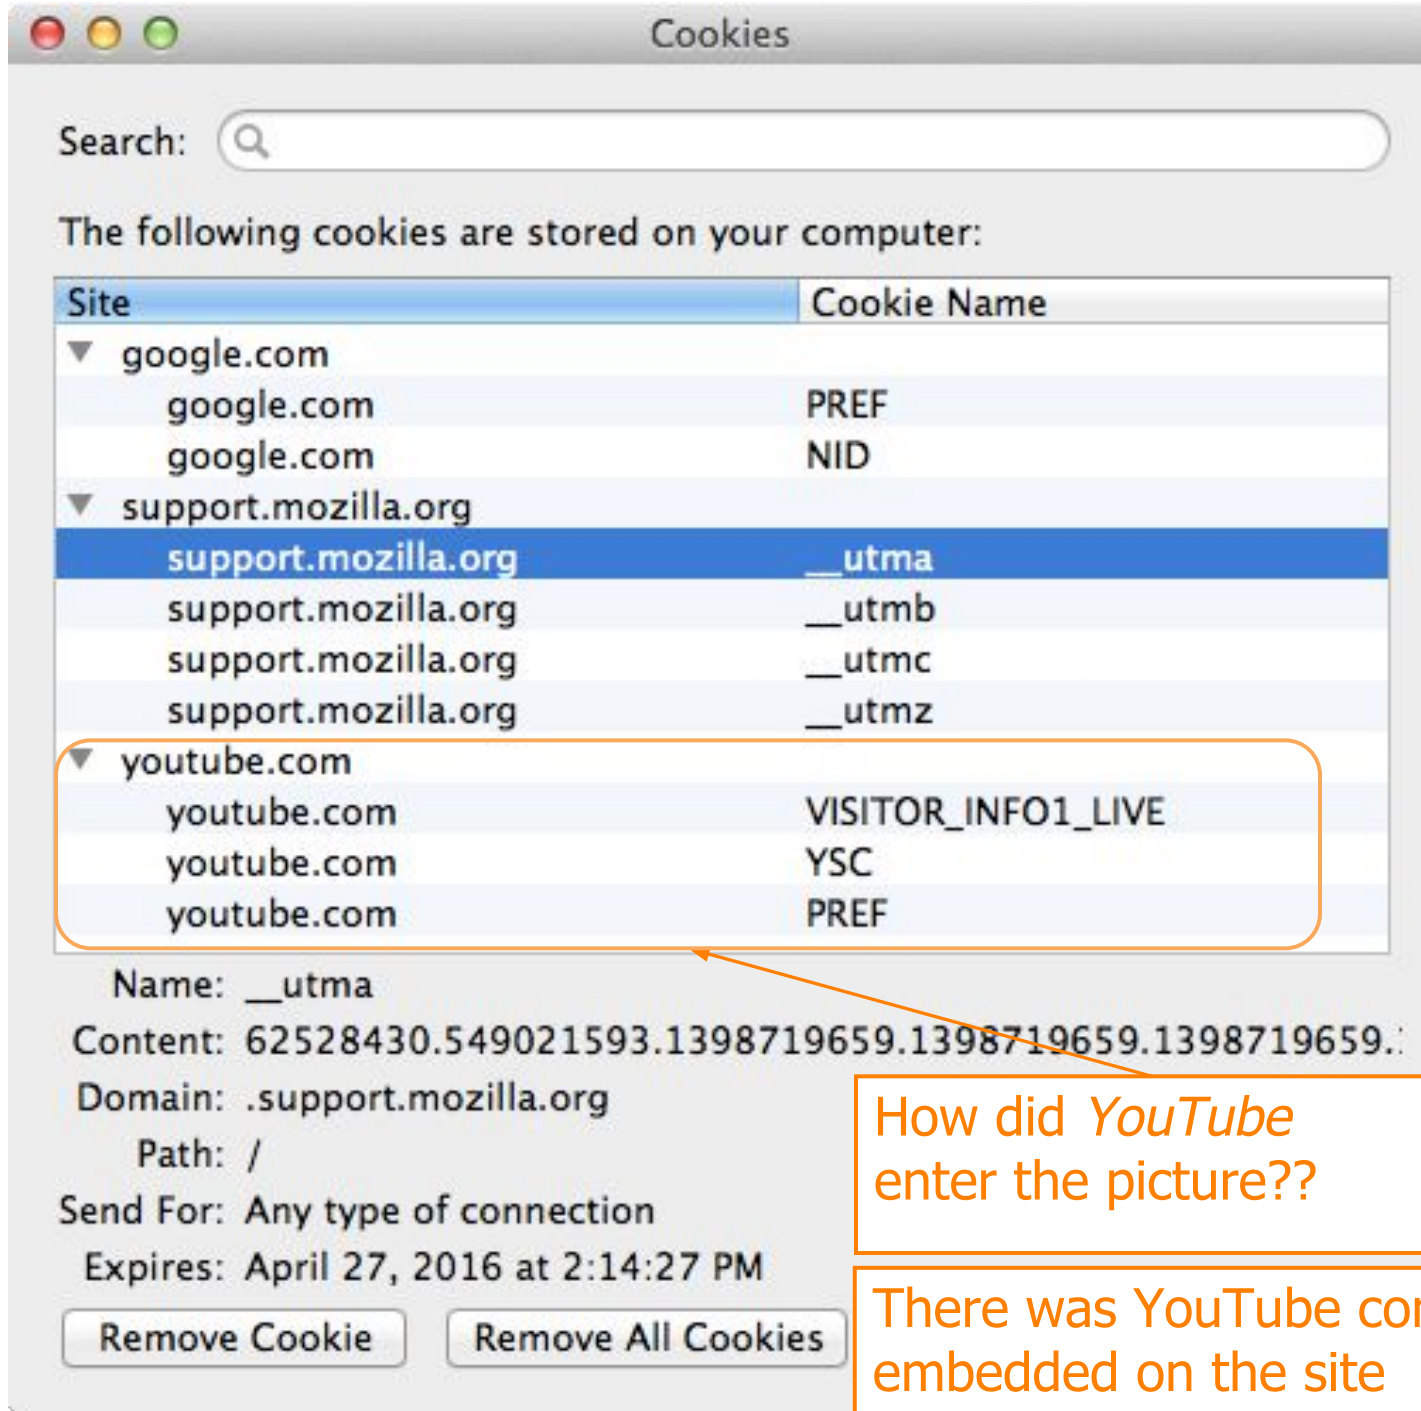 Cookies
Search:
The following cookies are stored on your computer:
Site Cookie Name
google.com
google.com PREF
google.com NID
support.mozilla.org
support.mozilla.org __utma
support.mozilla.org __utmb
support.mozilla.org __utmc
support.mozilla.org __utmz
youtube.com
youtube.com VISITOR_INFO1_LIVE
youtube.com YSC
youtube.com PREF
Name: __utma
Content: 62528430.549021593.1398719659.1398719659.1398719659.
Domain: .support.mozilla.org
Path: /
Send For: Any type of connection
Expires: April 27, 2016 at 2:14:27 PM
Remove Cookie Remove All Cookies
How did YouTube
enter the picture??
There was YouTube
embedded on the site